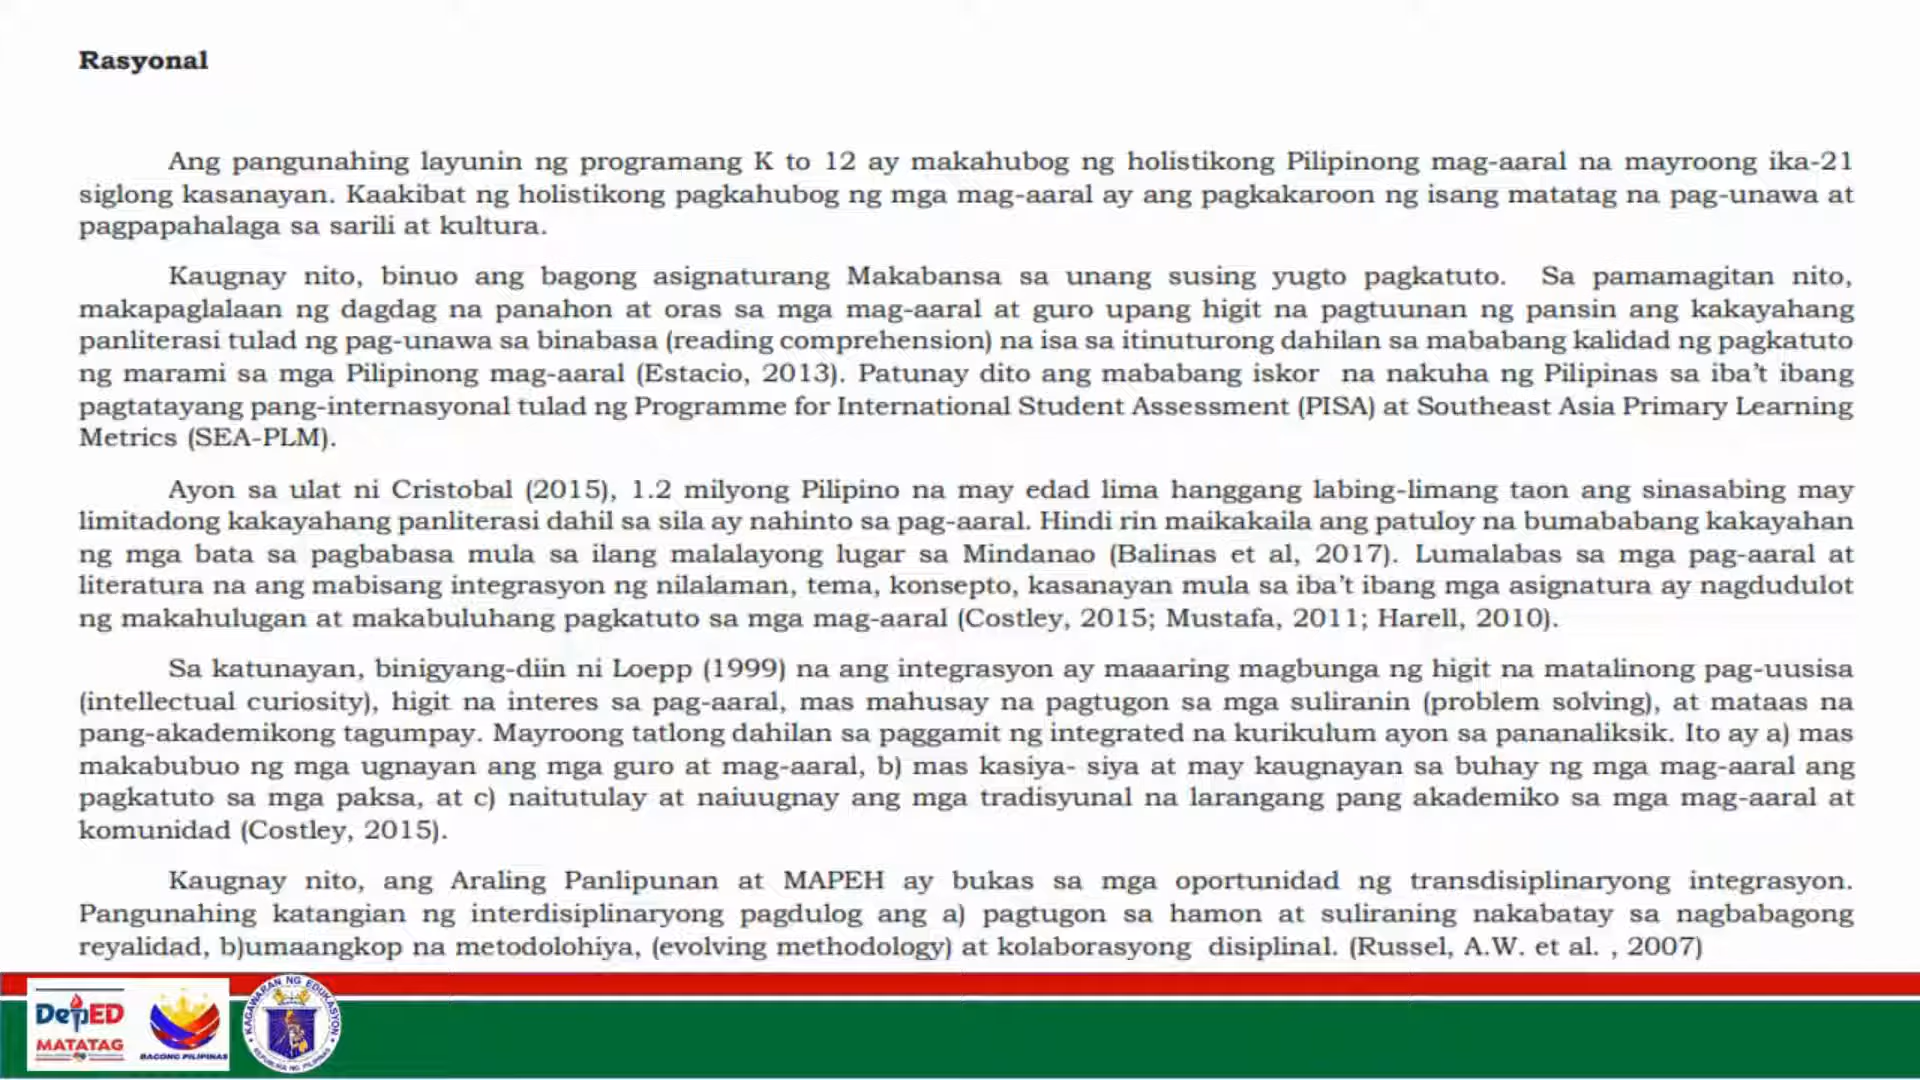 Rasyonal
Ang pangunahing layunin ng programang K to 12 ay makahubog ng holistikong Pilipinong mag-aaral na mayroong ika-21
siglong kasanayan. Kaakibat ng holistikong pagkahubog ng mga mag-aaral ay ang pagkakaroon ng isang matatag na pag-unawa at
pagpapahalaga sa sarili at kultura.
Kaugnay nito, binuo ang bagong asignaturang Makabansa sa unang susing yugto pagkatuto. Sa pamamagitan nito,
makapaglalaan ng dagdag na panahon at oras sa mga mag-aaral at guro upang higit na pagtuunan ng pansin ang kakayahang
panliterasi tulad ng pag-unawa sa binabasa (reading comprehension) na isa sa itinuturong dahilan sa mababang kalidad ng pagkatuto
ng marami sa mga Pilipinong mag-aaral (Estacio, 2013). Patunay dito ang mababang iskor na nakuha ng Pilipinas sa iba't ibang
pagtatayang pang-internasyonal tulad ng Programme for International Student Assessment (PISA) at Southeast Asia Primary Learning
Metrics (SEA-PLM).
Ayon sa ulat ni Cristobal (2015), 1.2 milyong Pilipino na may edad lima hanggang labing-limang taon ang sinasabing may
limitadong kakayahang panliterasi dahil sa sila ay nahinto sa pag-aaral. Hindi rin maikakaila ang patuloy na bumababang kakayahan
ng mga bata sa pagbabasa mula sa ilang malalayong lugar sa Mindanao (Balinas et al, 2017). Lumalabas sa mga pag-aaral at
literatura na ang mabisang integrasyon ng nilalaman, tema, konsepto, kasanayan mula sa iba't ibang mga asignatura ay nagdudulot
ng makahulugan at makabuluhang pagkatuto sa mga mag-aaral (Costley, 2015; Mustafa, 2011; Harell, 2010).
Sa katunayan, binigyang-diin ni Loepp (1999) na ang integrasyon ay maaaring magbunga ng higit na matalinong pag-uusisa
(intellectual curiosity), higit na interes sa pag-aaral, mas mahusay na pagtugon sa mga suliranin (problem solving), at mataas na
pang-akademikong tagumpay. Mayroong tatlong dahilan sa paggamit ng integrated na kurikulum ayon sa pananaliksik. Ito ay a) mas
makabubuo ng mga ugnayan ang mga guro at mag-aaral, b) mas kasiya- siya at may kaugnayan sa buhay ng mga mag-aaral ang
pagkatuto sa mga paksa, at c) naitutulay at naiuugnay ang mga tradisyunal na larangang pang akademiko sa mga mag-aaral at
komunidad (Costley, 2015).
Kaugnay nito, ang Araling Panlipunan at MAPEH ay bukas sa mga oportunidad ng transdisiplinaryong integrasyon.
Pangunahing katangian ng interdisiplinaryong pagdulog ang a) pagtugon sa hamon at suliraning nakabatay sa nagbabagong
reyalidad, b)umaangkop na metodolohiya, (evolving methodology) at kolaborasyong disiplinal. (Russel, A.W. et al. , 2007)
DepED
MATATAG
BAGONG PILIPINAS
KAGAWARAN NG EDUKASYON
REPUBLIKA NG PILIPINAS